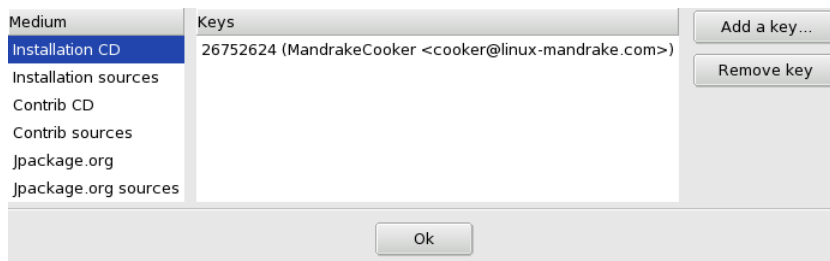 Medium
Installation CD
Installation sources
Contrib CD
Contrib sources
Jpackage.org
Jpackage.org sources
Keys
26752624 (MandrakeCooker <cooker@linux-mandrake.com>)
Add a key...
Remove key
Ok